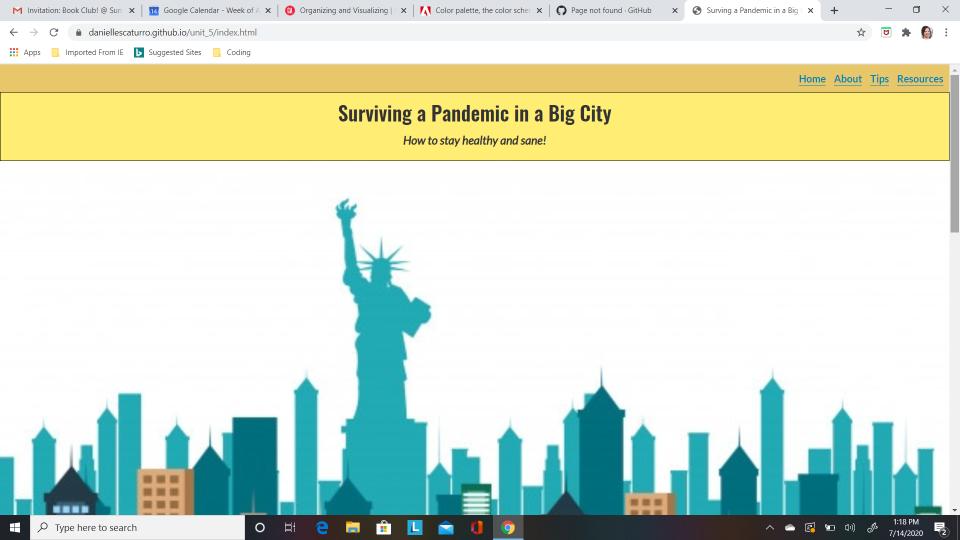 Invitation: Book Club! @ Sun
Google Calendar - Week of A
Organizing and Visualizing |
Color palette, the color sche
Page not found · GitHub
Surving a Pandemic in a Big
daniellescaturro.github.io/unit_5/index.html
Apps Imported From IE Suggested Sites Coding
Home About Tips Resources
Surviving a Pandemic in a Big City
How to stay healthy and sane!
Type here to search
1:18 PM
7/14/2020
2